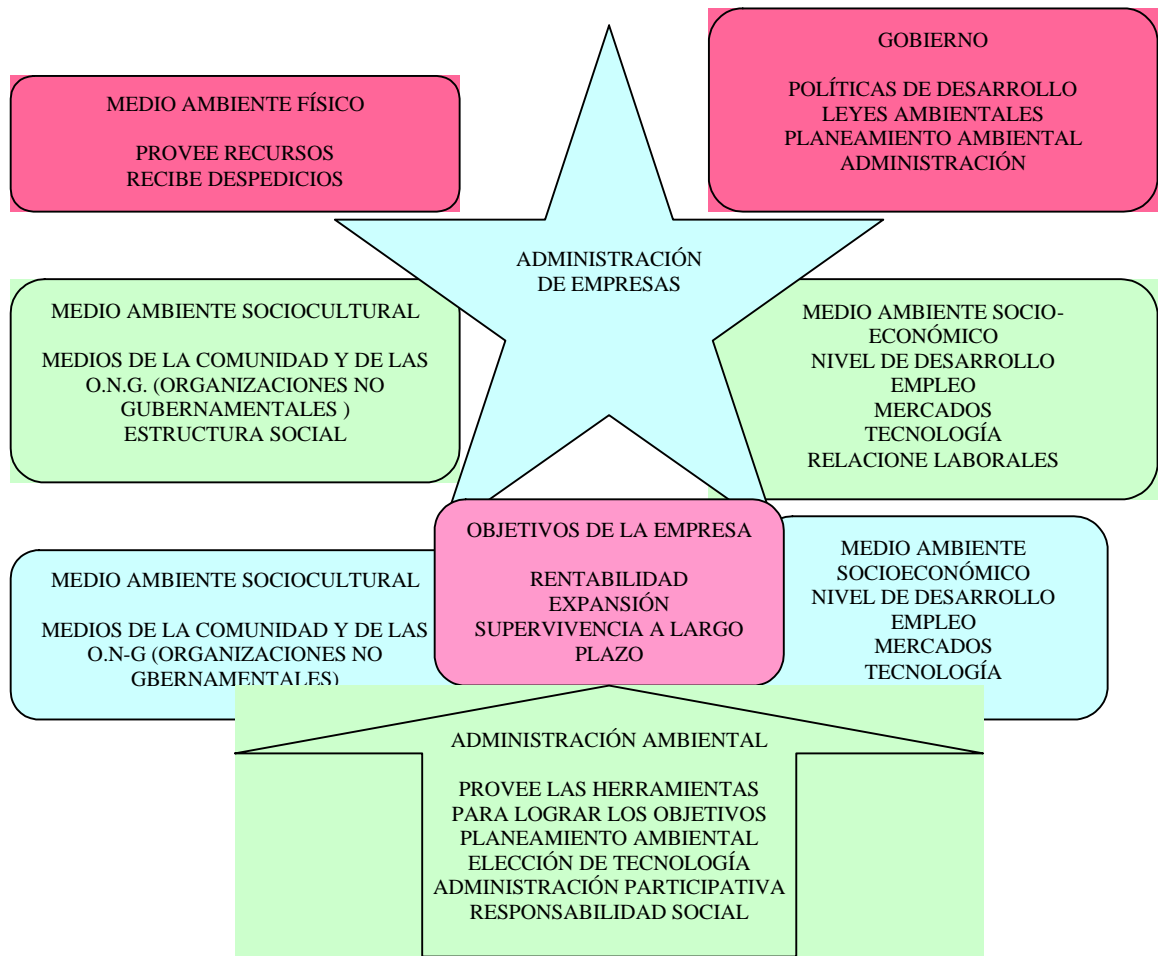 GOBIERNO
POLÍTICAS DE DESARROLLO
LEYES AMBIENTALES
PLANEAMIENTO AMBIENTAL
ADMINISTRACIÓN
MEDIO AMBIENTE FÍSICO
PROVEE RECURSOS
RECIBE DESPEDICIOS
ADMINISTRACIÓN
DE EMPRESAS
MEDIO AMBIENTE SOCIOCULTURAL
MEDIOS DE LA COMUNIDAD Y DE LAS
O.N.G. (ORGANIZACIONES NO
GUBERNAMENTALES )
ESTRUCTURA SOCIAL
MEDIO AMBIENTE SOCIO-
ECONÓMICO
NIVEL DE DESARROLLO
EMPLEO
MERCADOS
TECNOLOGÍA
RELACIONE LABORALES
OBJETIVOS DE LA EMPRESA
RENTABILIDAD
EXPANSIÓN
SUPERVIVENCIA A LARGO
PLAZO
MEDIO AMBIENTE SOCIOCULTURAL
MEDIOS DE LA COMUNIDAD Y DE LAS
O.N-G (ORGANIZACIONES NO
GBERNAMENTALES)
MEDIO AMBIENTE
SOCIOECONÓMICO
NIVEL DE DESARROLLO
EMPLEO
MERCADOS
TECNOLOGÍA
ADMINISTRACIÓN AMBIENTAL
PROVEE LAS HERRAMIENTAS
PARA LOGRAR LOS OBJETIVOS
PLANEAMIENTO AMBIENTAL
ELECCIÓN DE TECNOLOGÍA
ADMINISTRACIÓN PARTICIPATIVA
RESPONSABILIDAD SOCIAL